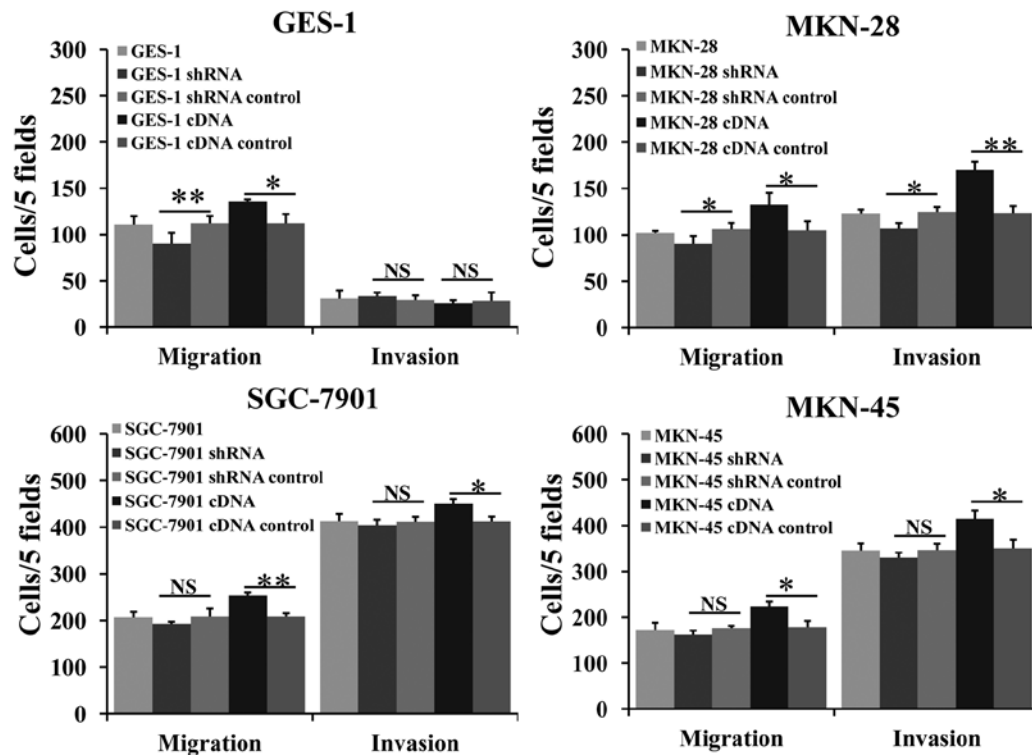 GES-1
300
250
200
150
100
50
0
Cells/5 fields
GES-1
GES-1 shRNA
GES-1 shRNA control
GES-1 cDNA
GES-1 cDNA control
** * NS NS
Migration Invasion
MKN-28
300
250
200
150
100
50
0
Cells/5 fields
MKN-28
MKN-28 shRNA
MKN-28 shRNA control
MKN-28 cDNA
MKN-28 cDNA control
* * * **
Migration Invasion
SGC-7901
600
500
400
300
200
100
0
Cells/5 fields
SGC-7901
SGC-7901 shRNA
SGC-7901 shRNA control
SGC-7901 cDNA
SGC-7901 cDNA control
NS ** NS *
Migration Invasion
MKN-45
600
500
400
300
200
100
0
Cells/5 fields
MKN-45
MKN-45 shRNA
MKN-45 shRNA control
MKN-45 cDNA
MKN-45 cDNA control
NS * NS *
Migration Invasion